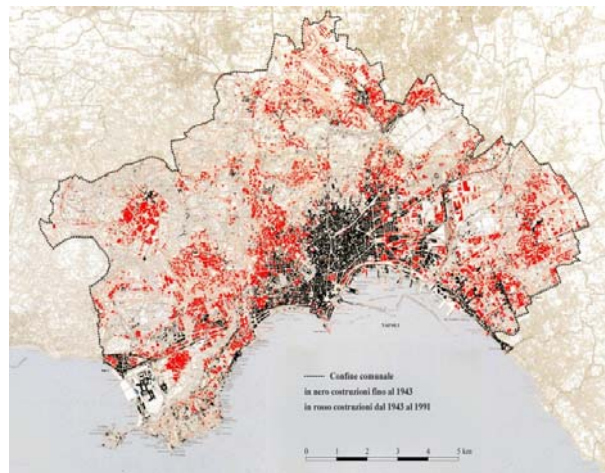 NAPOLI
Confine comunale
in nero costruzioni fino al 1943
in rosso costruzioni dal 1943 al 1991
0 1 2 3 4 5 km